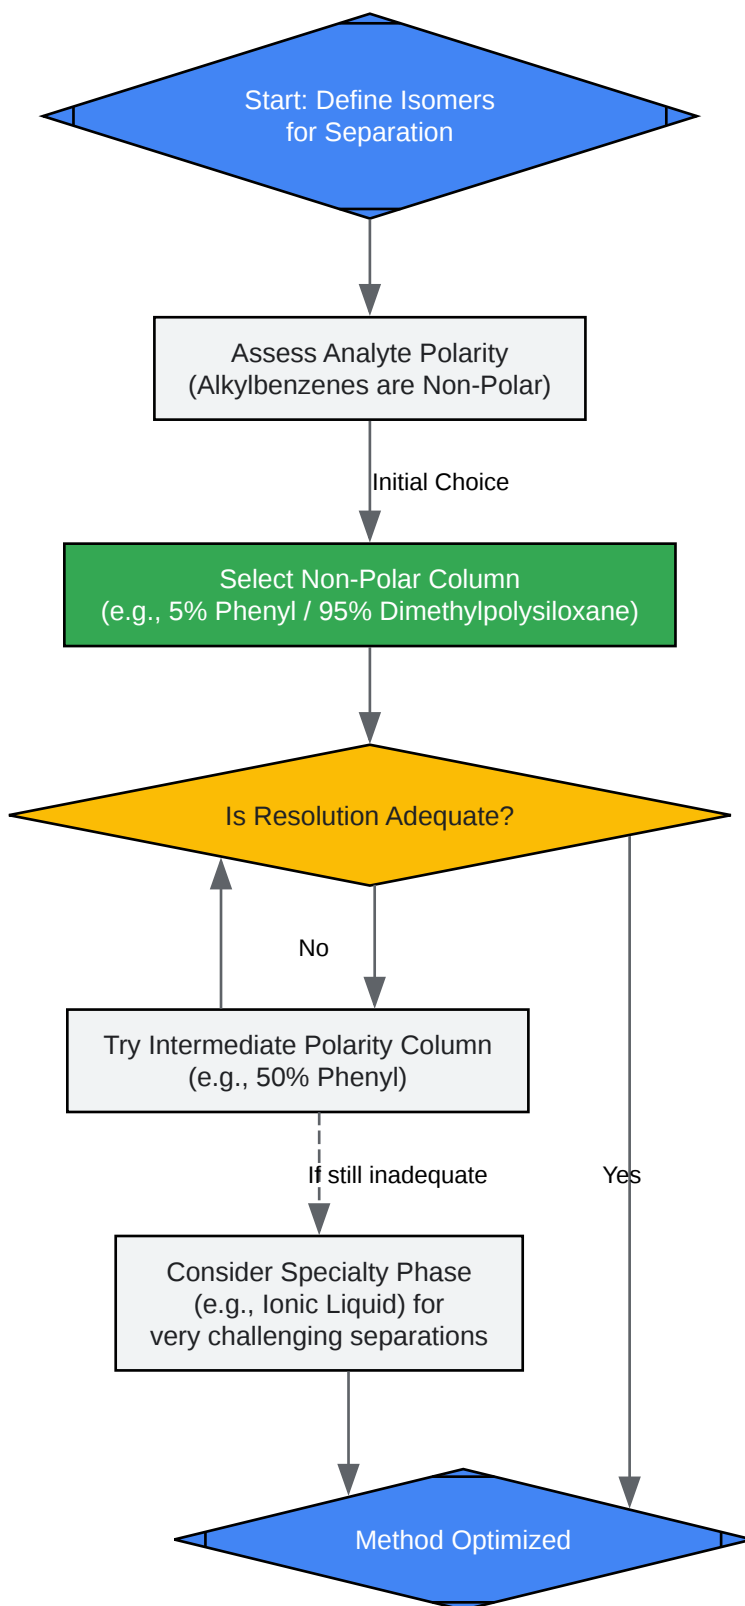 Start: Define Isomers
for Separation
Assess Analyte Polarity
(Alkylbenzenes are Non-Polar)
Initial Choice
Select Non-Polar Column
(e.g., 5% Phenyl / 95% Dimethylpolysiloxane)
Is Resolution Adequate?
No
Try Intermediate Polarity Column
(e.g., 50% Phenyl)
If still inadequate
Yes
Consider Specialty Phase
(e.g., Ionic Liquid) for
very challenging separations
Method Optimized